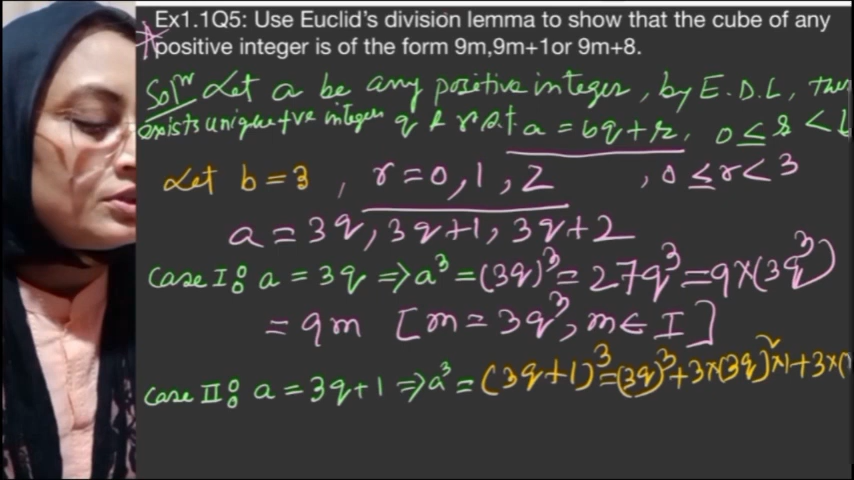 Ex1.1Q5: Use Euclid's division lemma to show that the cube of any
positive integer is of the form 9m,9m+1or 9m+8.
Solⁿ Let a be any positive integer, by E.D.L, then
exists unique +ve integer q & r s.t. a = bq+r, 0 ≤ r < b
Let b = 3 , r = 0, 1, 2 , 0 ≤ r < 3
a = 3q, 3q+1, 3q+2
Case I: a = 3q ⇒ a³ = (3q)³ = 27q³ = 9×(3q³)
= 9m [m = 3q³, m ∈ I]
Case II: a = 3q+1 ⇒ a³ = (3q+1)³ = (3q)³+3×(3q)²×1+3×(